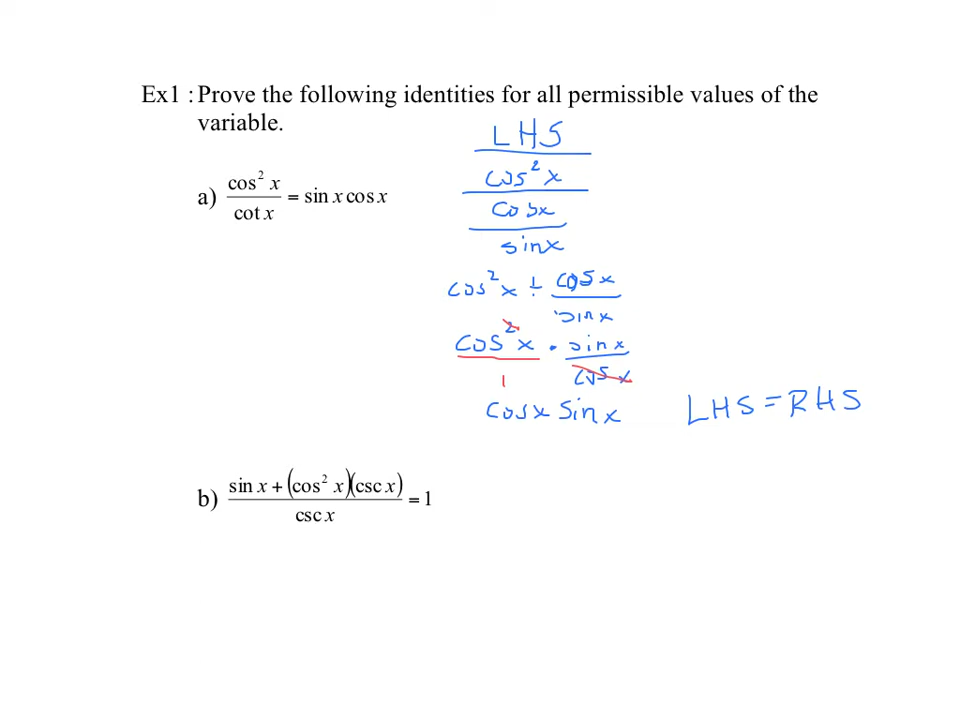 Ex1 : Prove the following identities for all permissible values of the
variable.
a) cos² x / cot x = sin x cos x
LHS
cos² x
cos x
sin x
cos² x ÷ cos x / sin x
cos² x / 1 · sin x / cos x
cos x sin x
LHS = RHS
b) sin x + (cos² x)(csc x) / csc x = 1